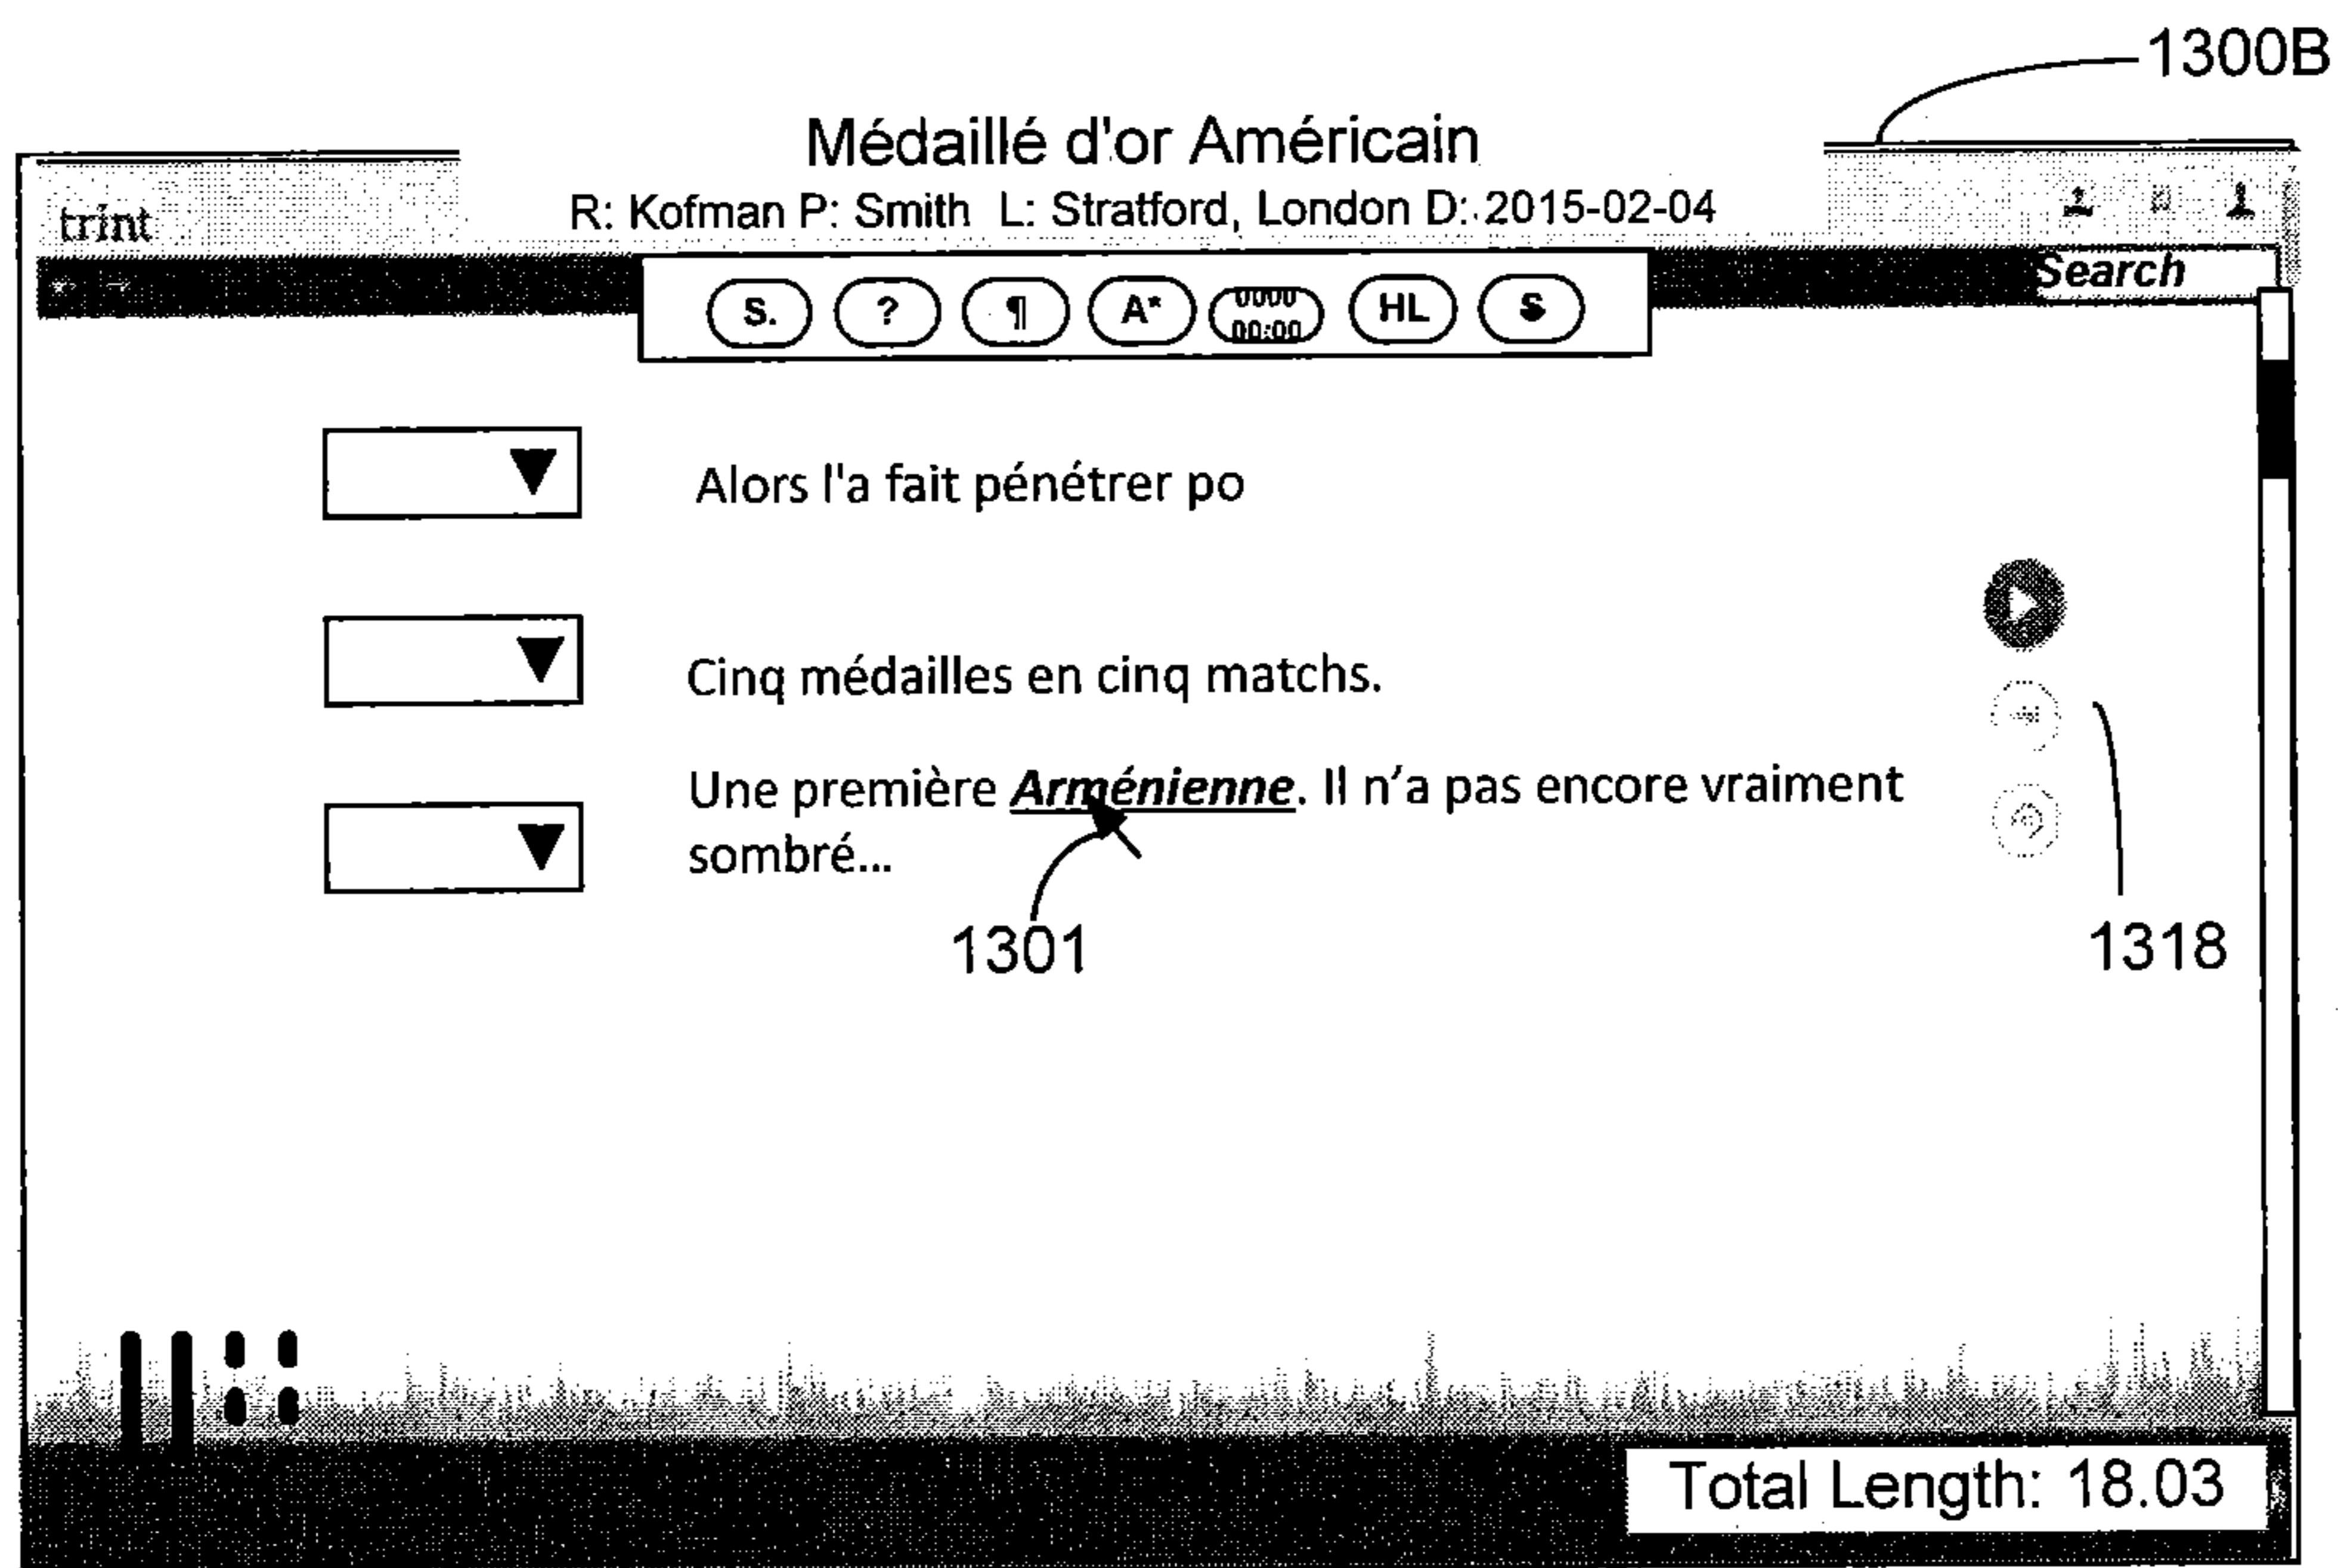 1300B
Médaillé d'or Américain
trint
R: Kofman P: Smith L: Stratford, London D: 2015-02-04
Search
S. ? ¶ A* 00:00 HL S
Alors l'a fait pénétrer po
Cinq médailles en cinq matchs.
Une première Arménienne. Il n'a pas encore vraiment
sombré...
1301
1318
Total Length: 18.03